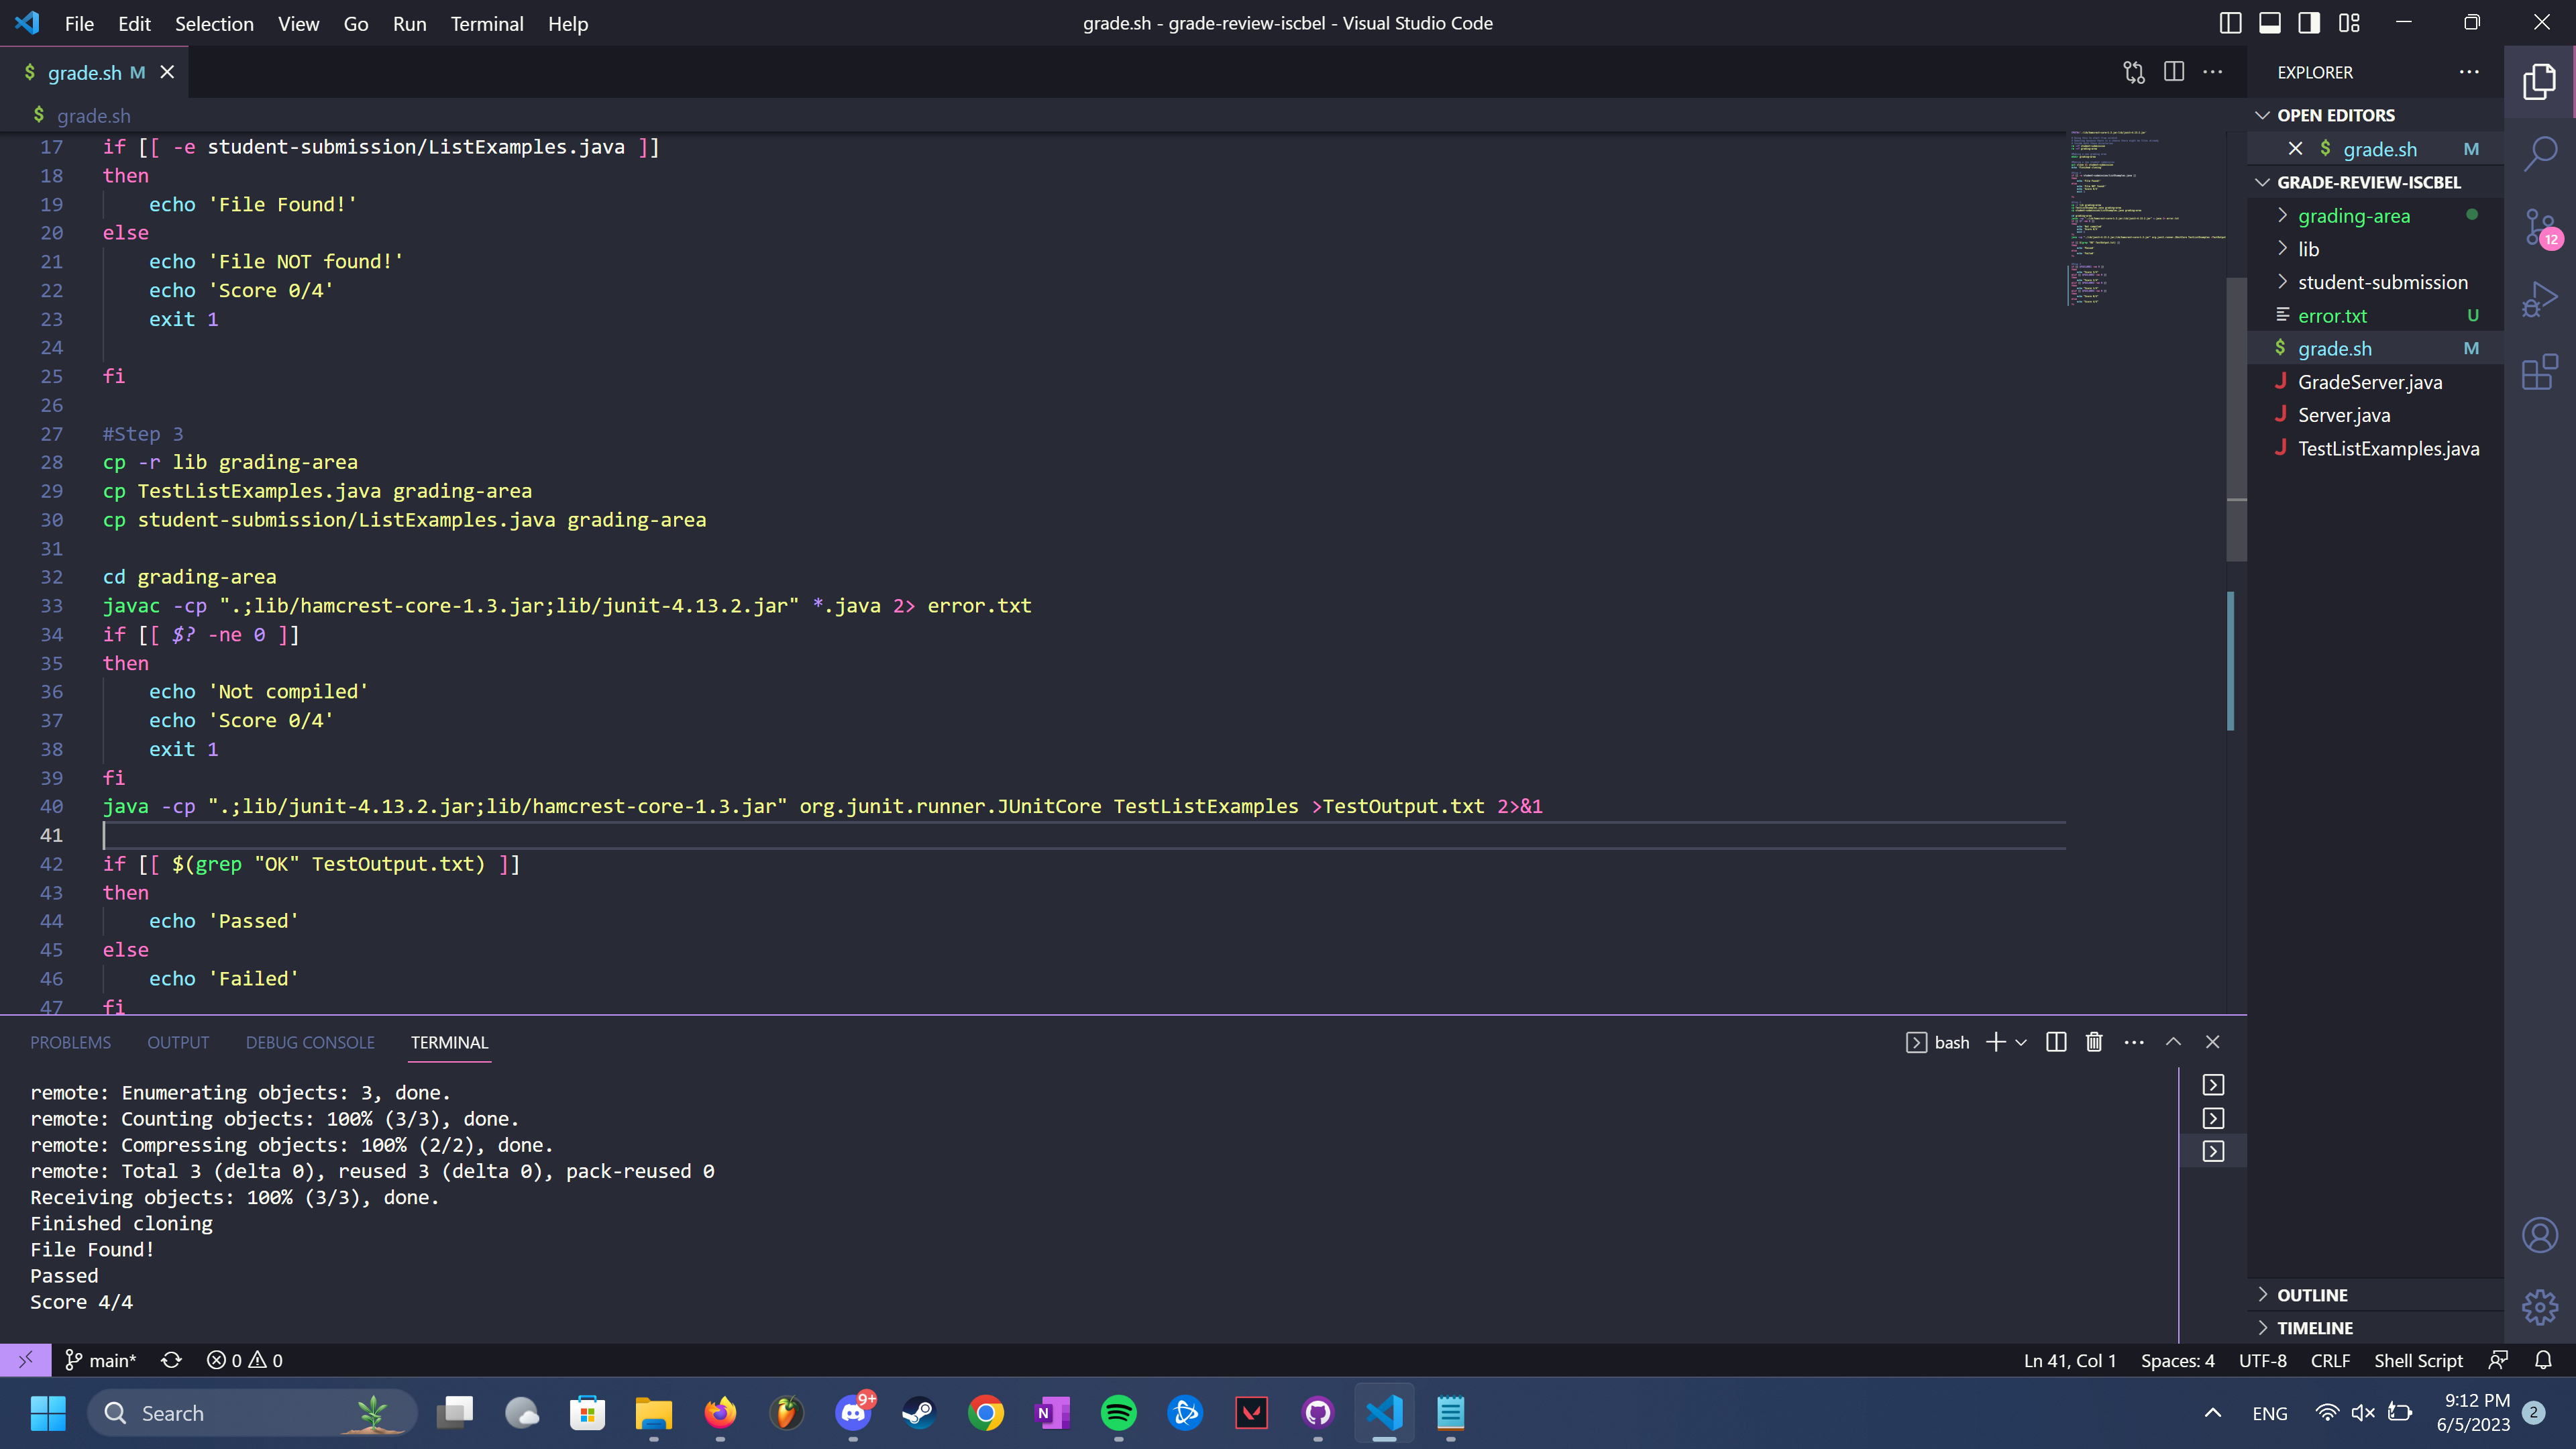 File Edit Selection View Go Run Terminal Help
grade.sh - grade-review-iscbel - Visual Studio Code
$ grade.sh M
$ grade.sh
17 if [[ -e student-submission/ListExamples.java ]]
18 then
19 echo 'File Found!'
20 else
21 echo 'File NOT found!'
22 echo 'Score 0/4'
23 exit 1
24
25 fi
26
27 #Step 3
28 cp -r lib grading-area
29 cp TestListExamples.java grading-area
30 cp student-submission/ListExamples.java grading-area
31
32 cd grading-area
33 javac -cp ".;lib/hamcrest-core-1.3.jar;lib/junit-4.13.2.jar" *.java 2> error.txt
34 if [[ $? -ne 0 ]]
35 then
36 echo 'Not compiled'
37 echo 'Score 0/4'
38 exit 1
39 fi
40 java -cp ".;lib/junit-4.13.2.jar;lib/hamcrest-core-1.3.jar" org.junit.runner.JUnitCore TestListExamples >TestOutput.txt 2>&1
41
42 if [[ $(grep "OK" TestOutput.txt) ]]
43 then
44 echo 'Passed'
45 else
46 echo 'Failed'
47 fi
EXPLORER
OPEN EDITORS
$ grade.sh M
GRADE-REVIEW-ISCBEL
grading-area
lib
student-submission
error.txt U
$ grade.sh M
J GradeServer.java
J Server.java
J TestListExamples.java
OUTLINE
TIMELINE
12
PROBLEMS OUTPUT DEBUG CONSOLE TERMINAL
bash
remote: Enumerating objects: 3, done.
remote: Counting objects: 100% (3/3), done.
remote: Compressing objects: 100% (2/2), done.
remote: Total 3 (delta 0), reused 3 (delta 0), pack-reused 0
Receiving objects: 100% (3/3), done.
Finished cloning
File Found!
Passed
Score 4/4
main* 0 0
Ln 41, Col 1 Spaces: 4 UTF-8 CRLF Shell Script
Search
9+
N
ENG
9:12 PM
6/5/2023
2